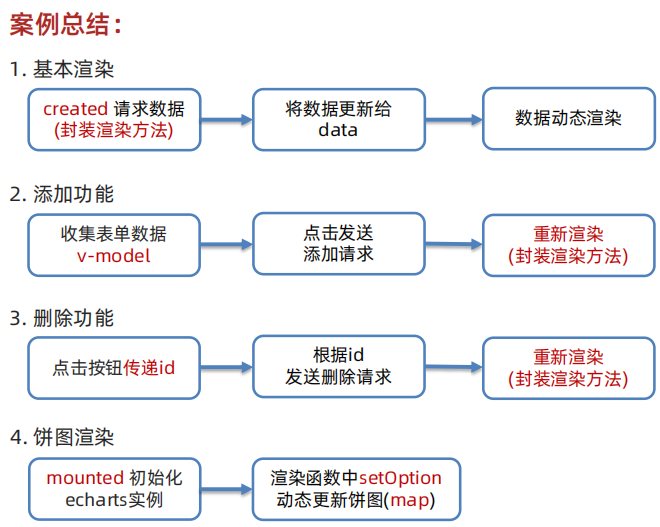 案例总结：
1. 基本渲染
created 请求数据
(封装渲染方法)
将数据更新给
data
数据动态渲染
2. 添加功能
收集表单数据
v-model
点击发送
添加请求
重新渲染
(封装渲染方法)
3. 删除功能
点击按钮传递id
根据id
发送删除请求
重新渲染
(封装渲染方法)
4. 饼图渲染
mounted 初始化
echarts实例
渲染函数中setOption
动态更新饼图(map)